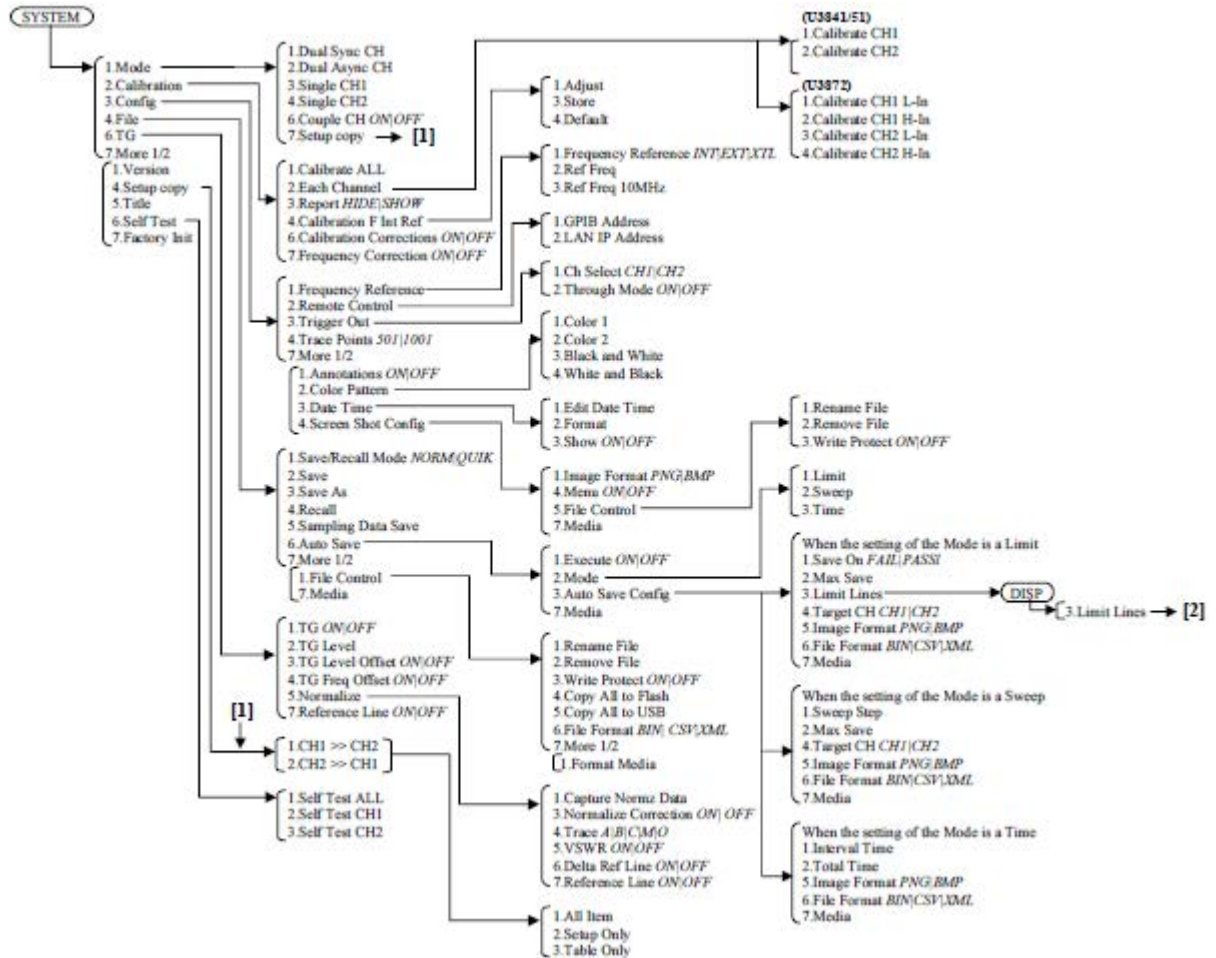 SYSTEM
1.Mode
2.Calibration
3.Config
4.File
6.TG
7.More 1/2
1.Version
4.Setup copy
5.Title
6.Self Test
7.Factory Init
1.Dual Sync CH
2.Dual Async CH
3.Single CH1
4.Single CH2
6.Couple CH ON|OFF
7.Setup copy [1]
1.Calibrate ALL
2.Each Channel
3.Report HIDE|SHOW
4.Calibration F Int Ref
6.Calibration Corrections ON|OFF
7.Frequency Correction ON|OFF
1.Frequency Reference
2.Remote Control
3.Trigger Out
4.Trace Points 501|1001
7.More 1/2
1.Annotations ON|OFF
2.Color Pattern
3.Date Time
4.Screen Shot Config
1.Save/Recall Mode NORM|QUIK
2.Save
3.Save As
4.Recall
5.Sampling Data Save
6.Auto Save
7.More 1/2
1.File Control
7.Media
1.TG ON|OFF
2.TG Level
3.TG Level Offset ON|OFF
4.TG Freq Offset ON|OFF
5.Normalize
7.Reference Line ON|OFF
[1]
1.CH1 >> CH2
2.CH2 >> CH1
1.Self Test ALL
2.Self Test CH1
3.Self Test CH2
1.Adjust
3.Store
4.Default
1.Frequency Reference INT|EXT|XTL
2.Ref Freq
3.Ref Freq 10MHz
1.GPIB Address
2.LAN IP Address
1.Ch Select CH1|CH2
2.Through Mode ON|OFF
1.Color 1
2.Color 2
3.Black and White
4.White and Black
1.Edit Date Time
2.Format
3.Show ON|OFF
1.Image Format PNG|BMP
4.Menu ON|OFF
5.File Control
7.Media
1.Execute ON|OFF
2.Mode
3.Auto Save Config
7.Media
1.Rename File
2.Remove File
3.Write Protect ON|OFF
4.Copy All to Flash
5.Copy All to USB
6.File Format BIN| CSV|XML
7.More 1/2
1.Format Media
1.Capture Normz Data
3.Normalize Correction ON| OFF
4.Trace A|B|C|M|O
5.VSWR ON|OFF
6.Delta Ref Line ON|OFF
7.Reference Line ON|OFF
1.All Item
2.Setup Only
3.Table Only
(U3841/51)
1.Calibrate CH1
2.Calibrate CH2
(U3872)
1.Calibrate CH1 L-In
2.Calibrate CH1 H-In
3.Calibrate CH2 L-In
4.Calibrate CH2 H-In
1.Rename File
2.Remove File
3.Write Protect ON|OFF
1.Limit
2.Sweep
3.Time
When the setting of the Mode is a Limit
1.Save On FAIL|PASSI
2.Max Save
3.Limit Lines
4.Target CH CH1|CH2
5.Image Format PNG|BMP
6.File Format BIN|CSV|XML
7.Media
DISP
3.Limit Lines [2]
When the setting of the Mode is a Sweep
1.Sweep Step
2.Max Save
4.Target CH CH1|CH2
5.Image Format PNG|BMP
6.File Format BIN|CSV|XML
7.Media
When the setting of the Mode is a Time
1.Interval Time
2.Total Time
5.Image Format PNG|BMP
6.File Format BIN|CSV|XML
7.Media